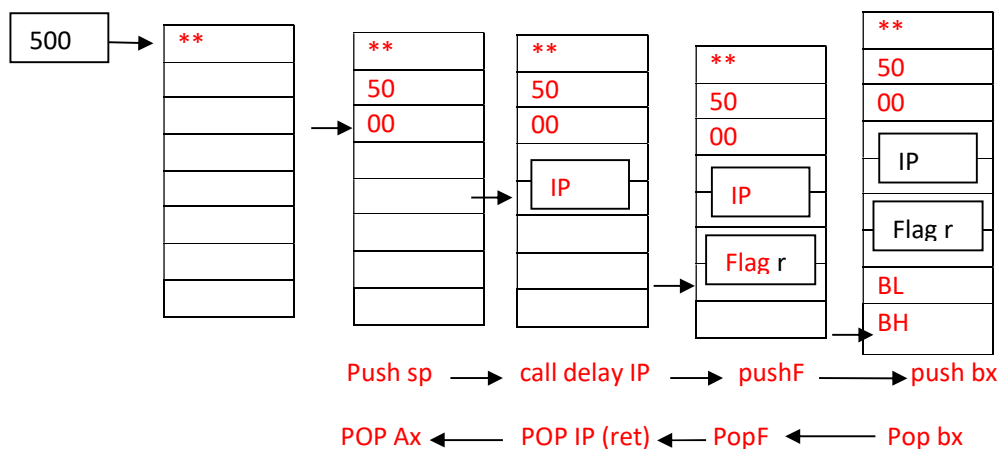 500
**
**
50
00
**
50
00
IP
**
50
00
IP
Flag r
**
50
00
IP
Flag r
BL
BH
Push sp call delay IP pushF push bx
POP Ax POP IP (ret) PopF Pop bx